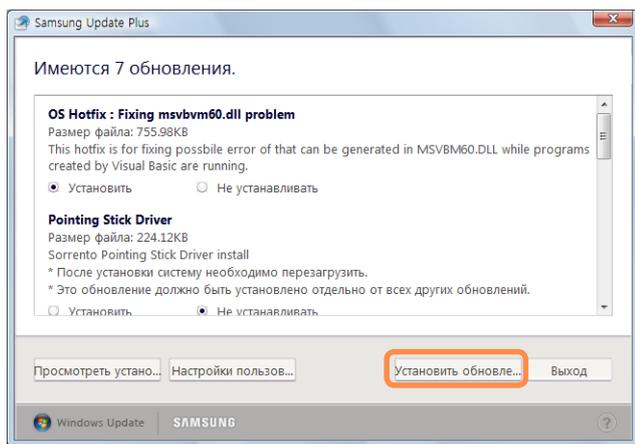 Samsung Update Plus
Имеются 7 обновления.
OS Hotfix : Fixing msvbvm60.dll problem
Размер файла: 755.98KB
This hotfix is for fixing possbile error of that can be generated in MSVBM60.DLL while programs
created by Visual Basic are running.
Установить Не устанавливать
Pointing Stick Driver
Размер файла: 224.12KB
Sorrento Pointing Stick Driver install
* После установки систему необходимо перезагрузить.
* Это обновление должно быть установлено отдельно от всех других обновлений.
Установить Не устанавливать
Просмотреть устано... Настройки пользов... Установить обновле... Выход
Windows Update SAMSUNG ?